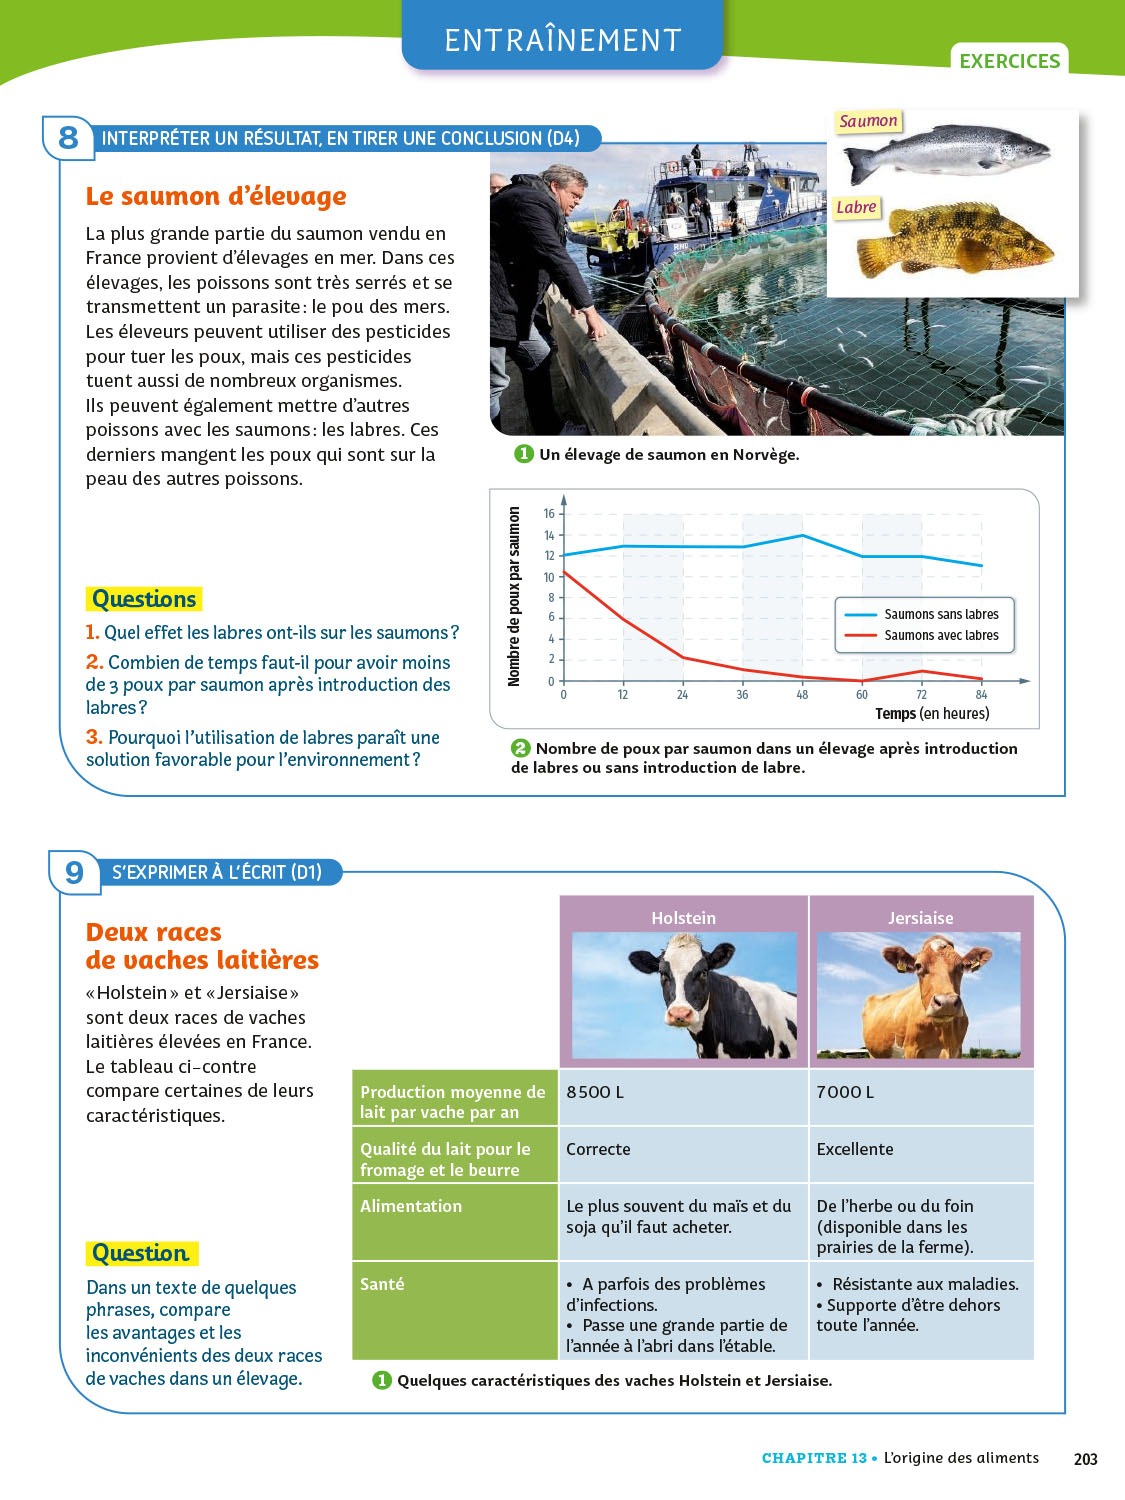 ENTRAÎNEMENT
EXERCICES
8
INTERPRÉTER UN RÉSULTAT, EN TIRER UNE CONCLUSION (D4)
Le saumon d'élevage
La plus grande partie du saumon vendu en
France provient d'élevages en mer. Dans ces
élevages, les poissons sont très serrés et se
transmettent un parasite : le pou des mers.
Les éleveurs peuvent utiliser des pesticides
pour tuer les poux, mais ces pesticides
tuent aussi de nombreux organismes.
Ils peuvent également mettre d'autres
poissons avec les saumons : les labres. Ces
derniers mangent les poux qui sont sur la
peau des autres poissons.
Questions
1. Quel effet les labres ont-ils sur les saumons ?
2. Combien de temps faut-il pour avoir moins
de 3 poux par saumon après introduction des
labres ?
3. Pourquoi l'utilisation de labres paraît une
solution favorable pour l'environnement ?
Saumon
Labre
1 Un élevage de saumon en Norvège.
Nombre de poux par saumon
16
14
12
10
8
6
4
2
0
0 12 24 36 48 60 72 84
Saumons sans labres
Saumons avec labres
Temps (en heures)
2 Nombre de poux par saumon dans un élevage après introduction
de labres ou sans introduction de labre.
9
S'EXPRIMER À L'ÉCRIT (D1)
Deux races
de vaches laitières
« Holstein » et « Jersiaise »
sont deux races de vaches
laitières élevées en France.
Le tableau ci-contre
compare certaines de leurs
caractéristiques.
Question
Dans un texte de quelques
phrases, compare
les avantages et les
inconvénients des deux races
de vaches dans un élevage.
Holstein
Jersiaise
Production moyenne de
lait par vache par an
8 500 L
7 000 L
Qualité du lait pour le
fromage et le beurre
Correcte
Excellente
Alimentation
Le plus souvent du maïs et du
soja qu'il faut acheter.
De l'herbe ou du foin
(disponible dans les
prairies de la ferme).
Santé
• A parfois des problèmes
d'infections.
• Passe une grande partie de
l'année à l'abri dans l'étable.
• Résistante aux maladies.
• Supporte d'être dehors
toute l'année.
1 Quelques caractéristiques des vaches Holstein et Jersiaise.
CHAPITRE 13 • L'origine des aliments
203